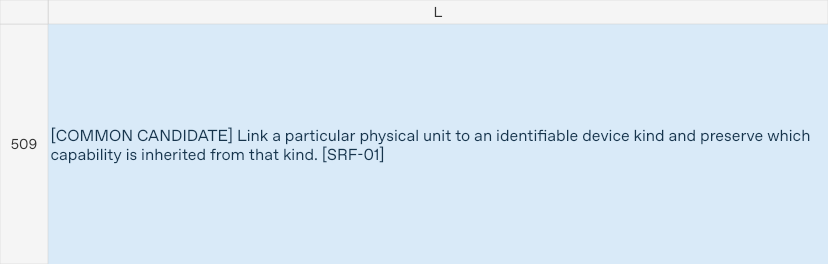 L
509
[COMMON CANDIDATE] Link a particular physical unit to an identifiable device kind and preserve which
capability is inherited from that kind. [SRF-01]